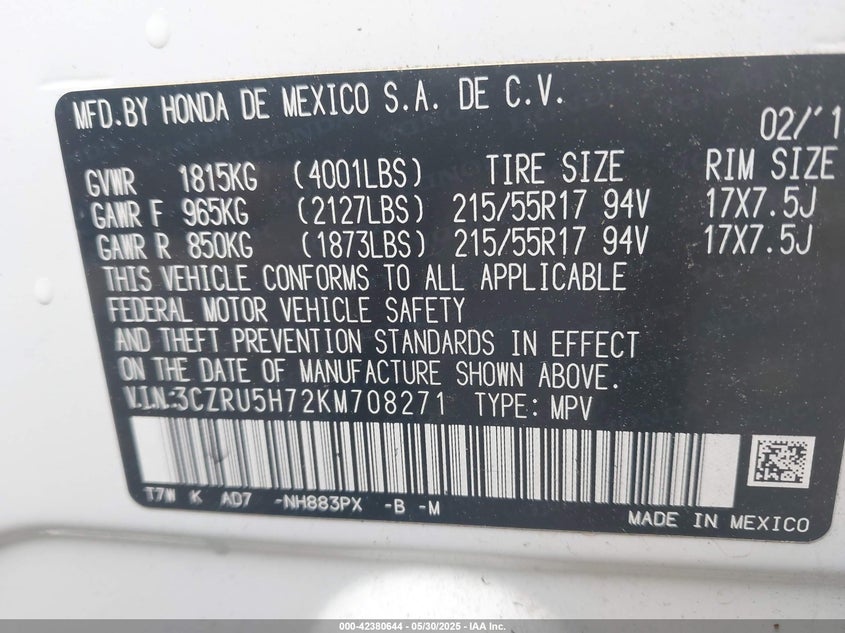 MFD.BY HONDA DE MEXICO S.A. DE C.V.
02/'1
GVWR 1815KG (4001LBS) TIRE SIZE RIM SIZE
GAWR F 965KG (2127LBS) 215/55R17 94V 17X7.5J
GAWR R 850KG (1873LBS) 215/55R17 94V 17X7.5J
THIS VEHICLE CONFORMS TO ALL APPLICABLE
FEDERAL MOTOR VEHICLE SAFETY
AND THEFT PREVENTION STANDARDS IN EFFECT
ON THE DATE OF MANUFACTURE SHOWN ABOVE.
V.I.N:3CZRU5H72KM708271 TYPE: MPV
T7W K AD7 -NH883PX -B -M
MADE IN MEXICO
000-42380644 — 05/30/2025 — IAA Inc.